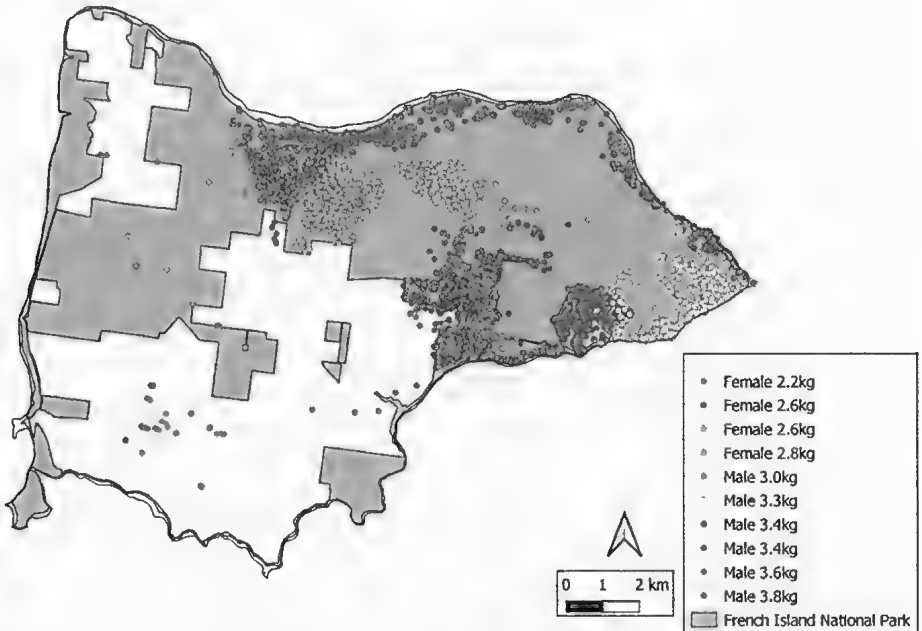 Female 2.2kg
Female 2.6kg
Female 2.6kg
Female 2.8kg
Male 3.0kg
Male 3.3kg
Male 3.4kg
Male 3.4kg
Male 3.6kg
Male 3.8kg
French Island National Park
0 1 2 km